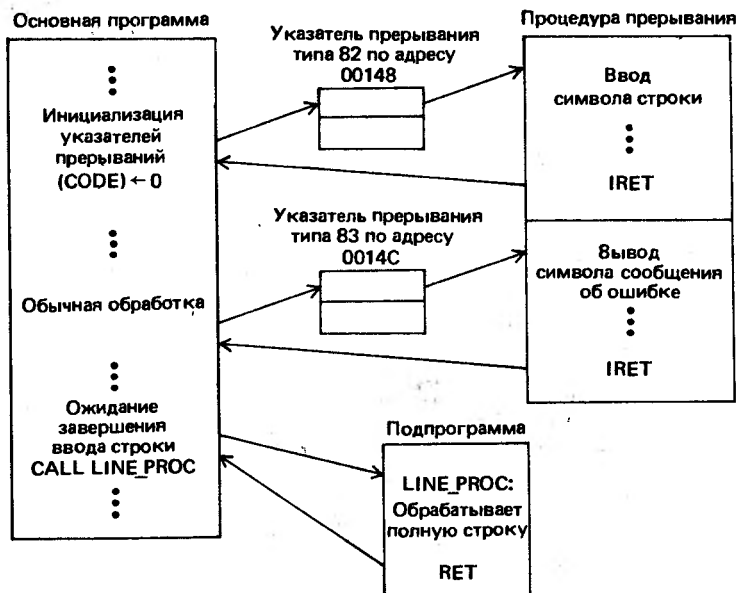 Основная программа
Инициализация
указателей
прерываний
(CODE) ← 0
Обычная обработка
Ожидание
завершения
ввода строки
CALL LINE_PROC
Указатель прерывания
типа 82 по адресу
00148
Указатель прерывания
типа 83 по адресу
0014C
Процедура прерывания
Ввод
символа строки
IRET
Вывод
символа сообщения
об ошибке
IRET
Подпрограмма
LINE_PROC:
Обрабатывает
полную строку
RET